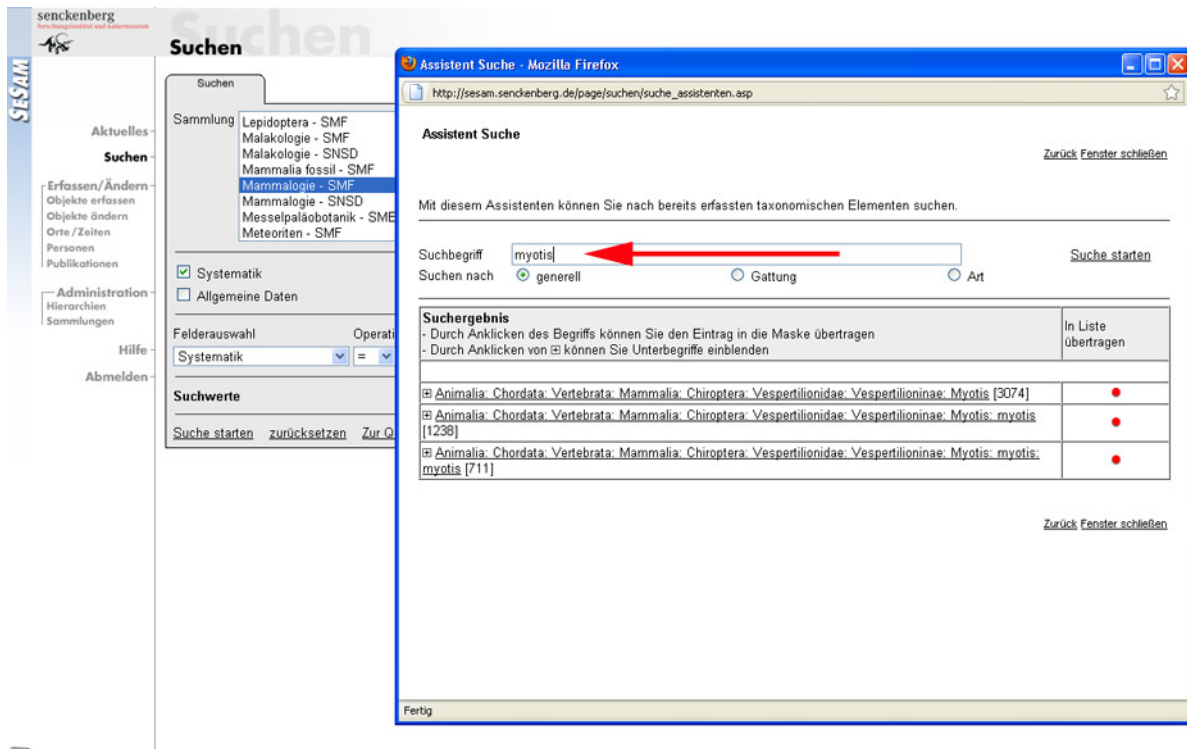 senckenberg
forschungsinstitut und naturmuseum
SESAM
Suchen
Suchen
Aktuelles
Suchen
Erfassen/Ändern
Objekte erfassen
Objekte ändern
Orte/Zeiten
Personen
Publikationen
Administration
Hierarchien
Sammlungen
Hilfe
Abmelden
Suchen
Sammlung
Lepidoptera - SMF
Malakologie - SMF
Malakologie - SNSD
Mammalia fossil - SMF
Mammalogie - SMF
Mammalogie - SNSD
Messelpaläobotanik - SMF
Meteoriten - SMF
Systematik
Allgemeine Daten
Felderauswahl Operati
Systematik =
Suchwerte
Suche starten zurücksetzen Zur Q
Assistent Suche - Mozilla Firefox
http://sesam.senckenberg.de/page/suchen/suche_assistenten.asp
Assistent Suche
Zurück Fenster schließen
Mit diesem Assistenten können Sie nach bereits erfassten taxonomischen Elementen suchen.
Suchbegriff myotis Suche starten
Suchen nach generell Gattung Art
Suchergebnis
- Durch Anklicken des Begriffs können Sie den Eintrag in die Maske übertragen
- Durch Anklicken von ⊞ können Sie Unterbegriffe einblenden
In Liste
übertragen
⊞ Animalia: Chordata: Vertebrata: Mammalia: Chiroptera: Vespertilionidae: Vespertilioninae: Myotis [3074]
⊞ Animalia: Chordata: Vertebrata: Mammalia: Chiroptera: Vespertilionidae: Vespertilioninae: Myotis: myotis
[1238]
⊞ Animalia: Chordata: Vertebrata: Mammalia: Chiroptera: Vespertilionidae: Vespertilioninae: Myotis: myotis:
myotis [711]
Zurück Fenster schließen
Fertig